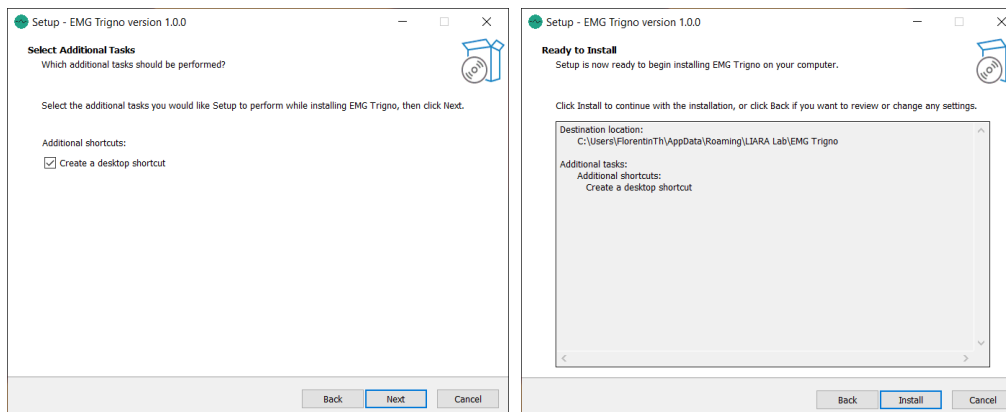 Setup - EMG Trigno version 1.0.0
Select Additional Tasks
Which additional tasks should be performed?
Select the additional tasks you would like Setup to perform while installing EMG Trigno, then click Next.
Additional shortcuts:
Create a desktop shortcut
Back
Next
Cancel
Setup - EMG Trigno version 1.0.0
Ready to Install
Setup is now ready to begin installing EMG Trigno on your computer.
Click Install to continue with the installation, or click Back if you want to review or change any settings.
Destination location:
C:\Users\FlorentinTh\AppData\Roaming\LIARA Lab\EMG Trigno
Additional tasks:
Additional shortcuts:
Create a desktop shortcut
Back
Install
Cancel